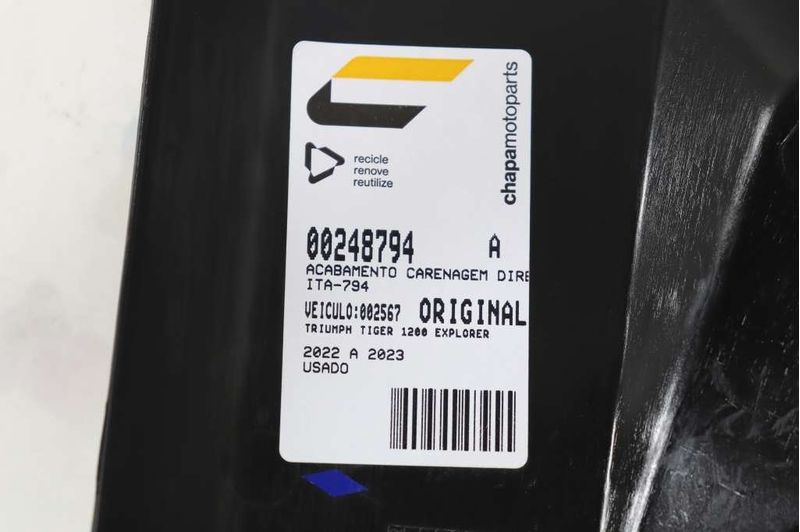 chapamotoparts
recicle
renove
reutilize
00248794 A
ACABAMENTO CARENAGEM DIRE
ITA-794
VEICULO:002567 ORIGINAL
TRIUMPH TIGER 1200 EXPLORER
2022 A 2023
USADO